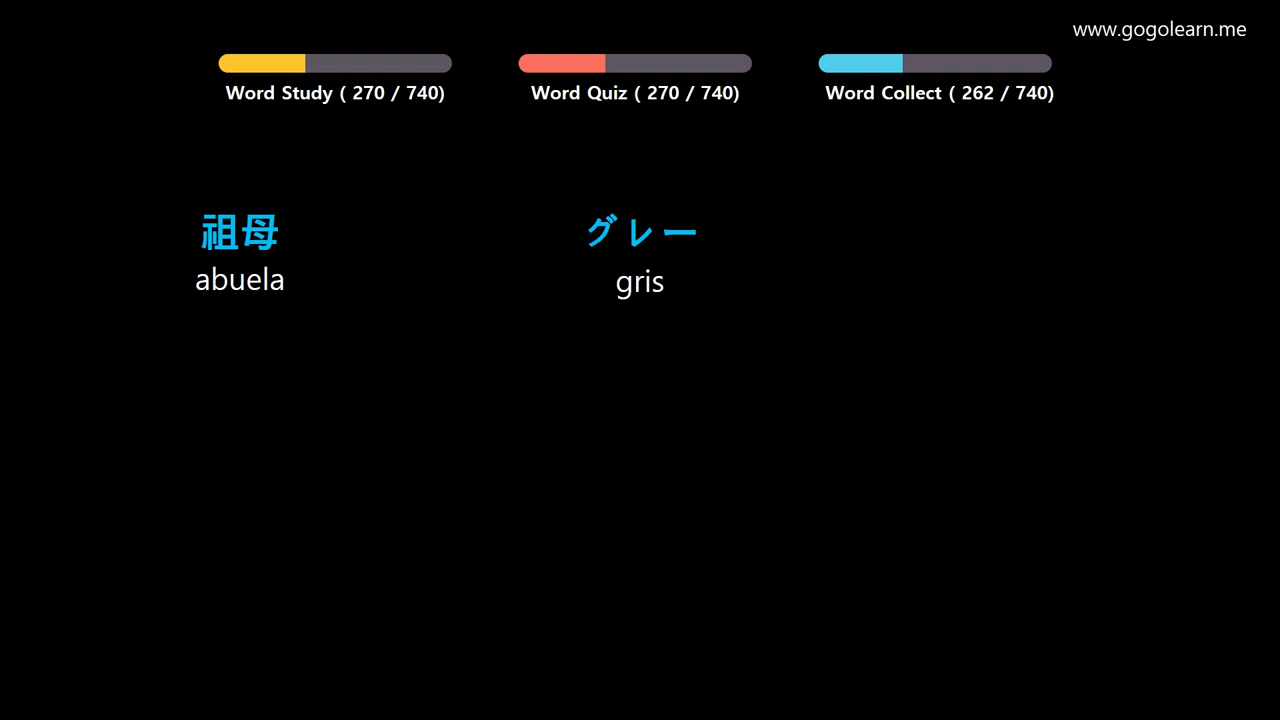 www.gogolearn.me
Word Study ( 270 / 740)
Word Quiz ( 270 / 740)
Word Collect ( 262 / 740)
祖母
abuela
グレー
gris